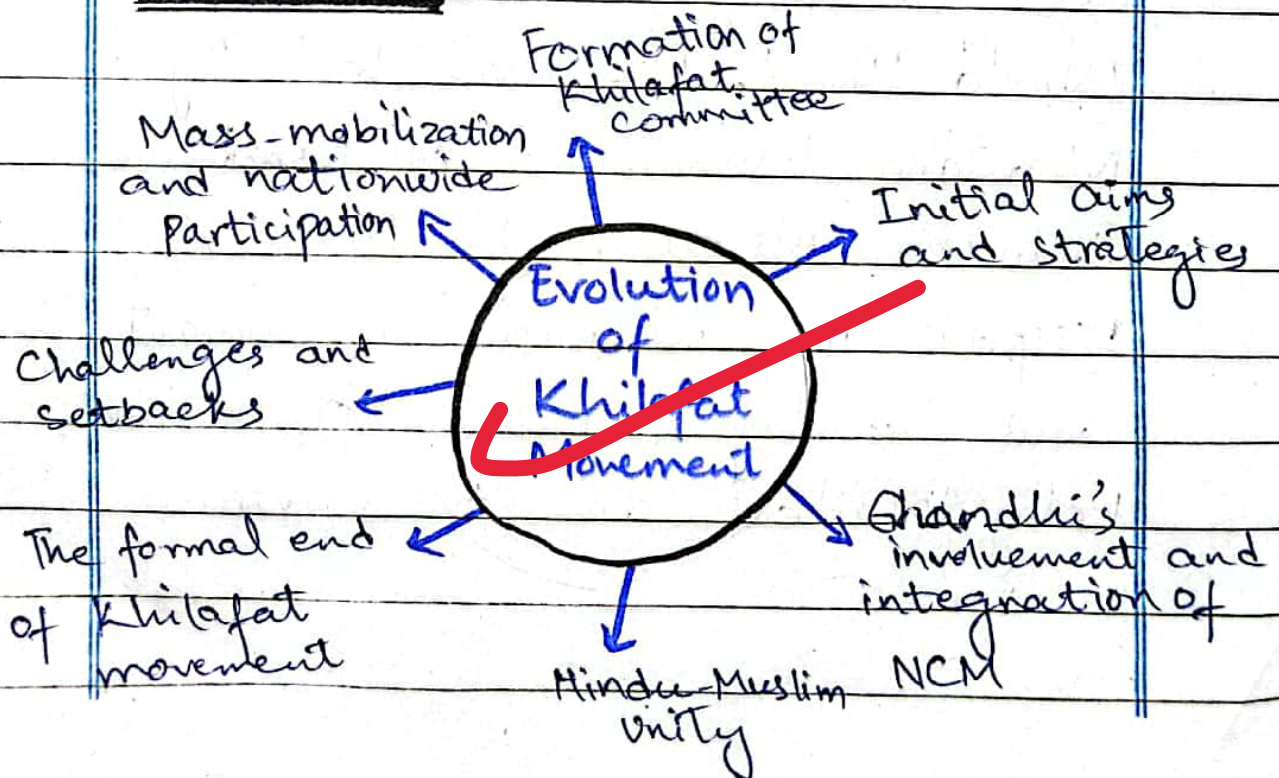 Formation of
Khilafat
committee
Mass-mobilization
and nationwide
Participation
Initial aims
and strategies
Evolution
of
Khilafat
Movement
Challenges and
setbacks
Ghandhi's
involvement and
integration of
NCM
The formal end
of Khilafat
movement
Hindu-Muslim
Unity